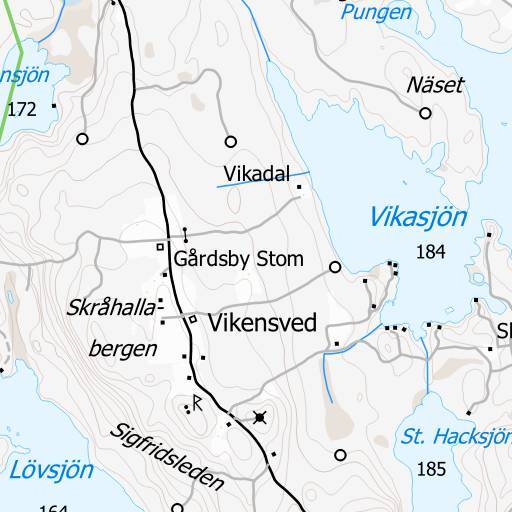 Pungen
nsjön
172
Näset
Vikadal
Vikasjön
184
Gårdsby Stom
Skråhalla-
bergen
Vikensved
Sigfridsleden
St. Hacksjön
185
Lövsjön
164